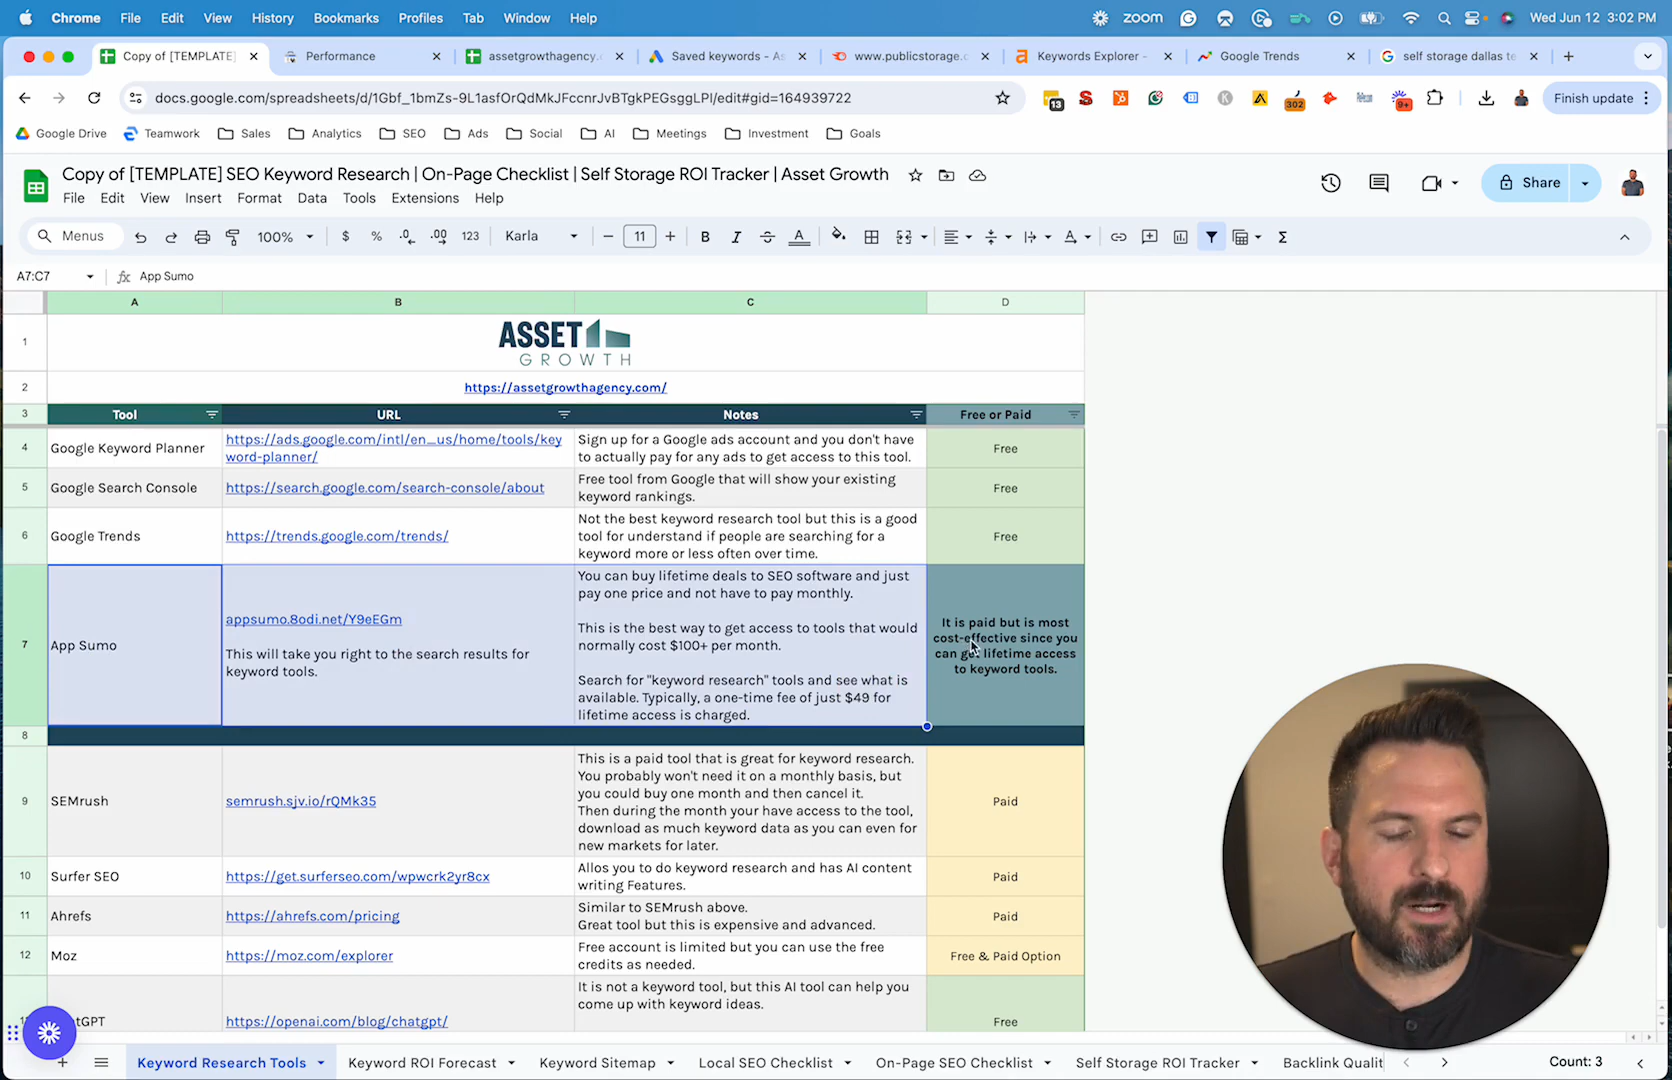 Chrome File Edit View History Bookmarks Profiles Tab Window Help zoom Wed Jun 12 3:02 PM
Copy of [TEMPLATE] Performance assetgrowthagency. Saved keywords - As www.publicstorage.c Keywords Explorer - Google Trends self storage dallas te
docs.google.com/spreadsheets/d/1Gbf_1bmZs-9L1asfOrQdMkJFccnrJvBTgkPEGsggLPI/edit#gid=164939722 13 302 9+ Finish update
Google Drive Teamwork Sales Analytics SEO Ads Social AI Meetings Investment Goals
Copy of [TEMPLATE] SEO Keyword Research | On-Page Checklist | Self Storage ROI Tracker | Asset Growth
Share
File Edit View Insert Format Data Tools Extensions Help
Menus 100% $ % .0 .00 123 Karla 11 B I S A
A7:C7 fx App Sumo
A B C D
1
ASSET
GROWTH
2 https://assetgrowthagency.com/
3 Tool URL Notes Free or Paid
4 Google Keyword Planner
https://ads.google.com/intl/en_us/home/tools/key
word-planner/
Sign up for a Google ads account and you don't have
to actually pay for any ads to get access to this tool.
Free
5 Google Search Console https://search.google.com/search-console/about
Free tool from Google that will show your existing
keyword rankings.
Free
6 Google Trends https://trends.google.com/trends/
Not the best keyword research tool but this is a good
tool for understand if people are searching for a
keyword more or less often over time.
Free
7 App Sumo
appsumo.8odi.net/Y9eEGm
This will take you right to the search results for
keyword tools.
You can buy lifetime deals to SEO software and just
pay one price and not have to pay monthly.
This is the best way to get access to tools that would
normally cost $100+ per month.
Search for "keyword research" tools and see what is
available. Typically, a one-time fee of just $49 for
lifetime access is charged.
It is paid but is most
cost-effective since you
can get lifetime access
to keyword tools.
8
9 SEMrush semrush.sjv.io/rQMk35
This is a paid tool that is great for keyword research.
You probably won't need it on a monthly basis, but
you could buy one month and then cancel it.
Then during the month your have access to the tool,
download as much keyword data as you can even for
new markets for later.
Paid
10 Surfer SEO https://get.surferseo.com/wpwcrk2yr8cx
Allos you to do keyword research and has AI content
writing Features.
Paid
11 Ahrefs https://ahrefs.com/pricing
Similar to SEMrush above.
Great tool but this is expensive and advanced.
Paid
12 Moz https://moz.com/explorer
Free account is limited but you can use the free
credits as needed.
Free & Paid Option
tGPT https://openai.com/blog/chatgpt/
It is not a keyword tool, but this AI tool can help you
come up with keyword ideas.
Free
Keyword Research Tools Keyword ROI Forecast Keyword Sitemap Local SEO Checklist On-Page SEO Checklist Self Storage ROI Tracker Backlink Qualit Count: 3